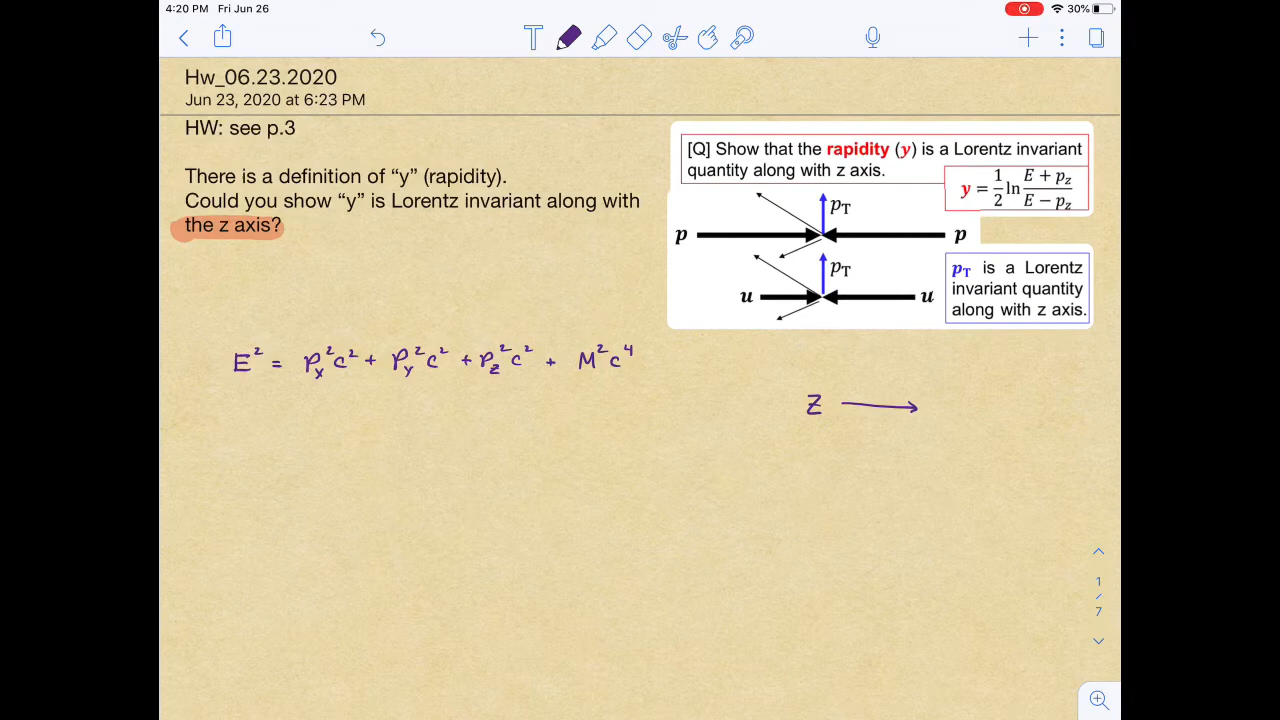 4:20 PM Fri Jun 26
30%
T
Hw_06.23.2020
Jun 23, 2020 at 6:23 PM
HW: see p.3
There is a definition of “y” (rapidity).
Could you show “y” is Lorentz invariant along with
the z axis?
[Q] Show that the rapidity (y) is a Lorentz invariant
quantity along with z axis.
y = 1/2 ln (E + p_z)/(E − p_z)
p_T
p p
p_T
u u
p_T is a Lorentz
invariant quantity
along with z axis.
E² = P_x²c² + P_y²c² + P_z²c² + M²c⁴
Z
1
/
7